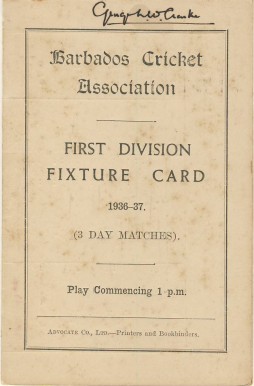 Barbados Cricket
Association
FIRST DIVISION
FIXTURE CARD
1936-37.
(3 DAY MATCHES).
Play Commencing 1 p.m.
ADVOCATE CO., LTD.—Printers and Bookbinders.